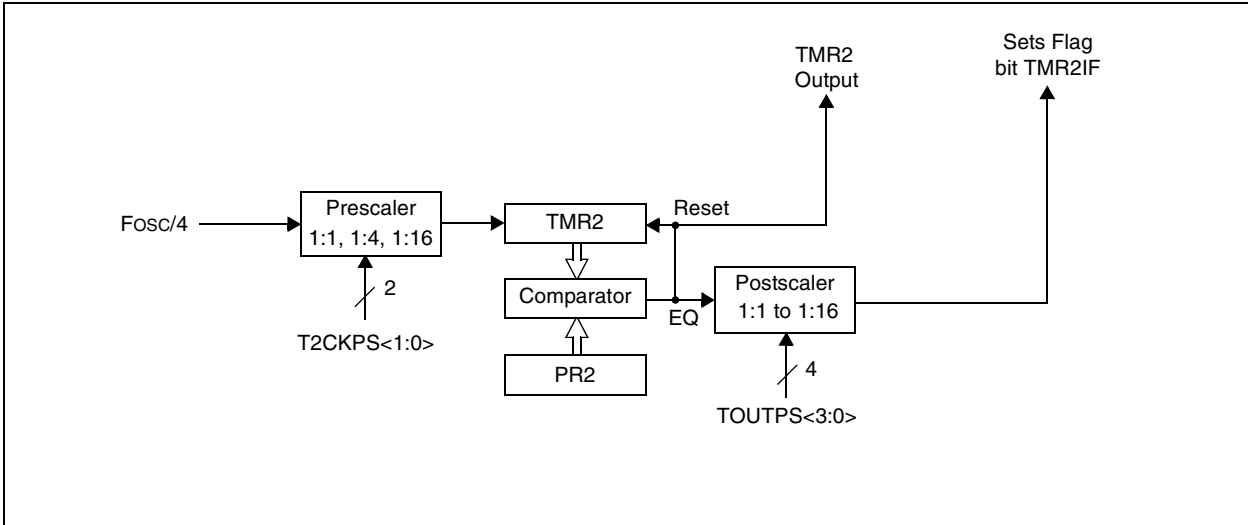 TMR2
Output
Sets Flag
bit TMR2IF
FOSC/4
Prescaler
1:1, 1:4, 1:16
2
T2CKPS<1:0>
TMR2
Reset
Comparator
EQ
PR2
Postscaler
1:1 to 1:16
4
TOUTPS<3:0>